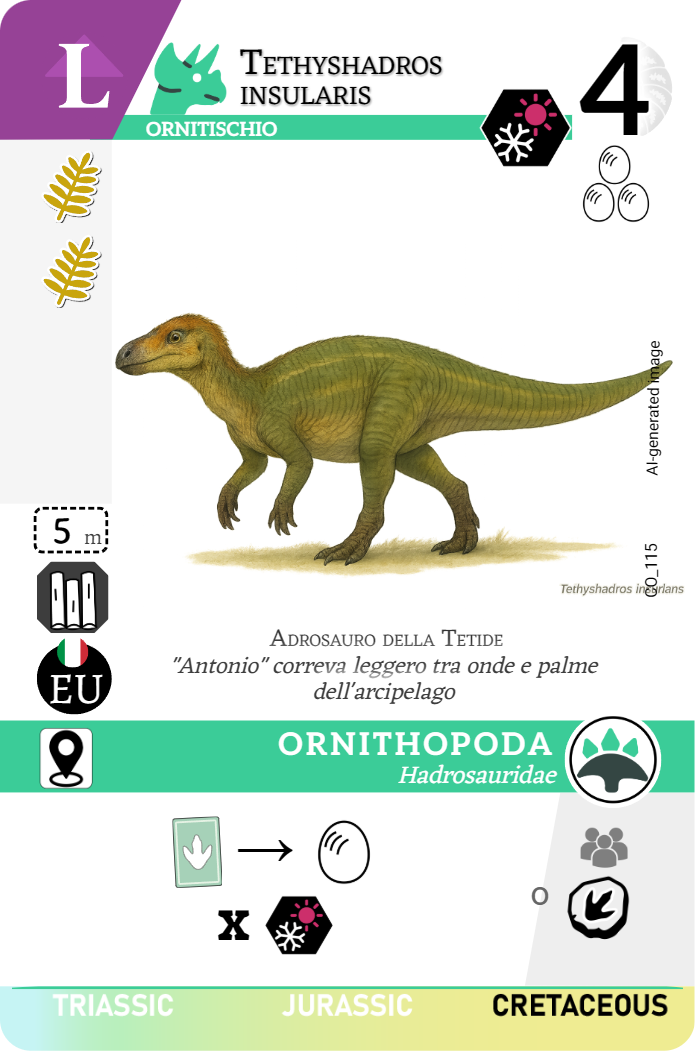 L
TETHYSHADROS
INSULARIS
4
ORNITISCHIO
AI-generated image
5 m
CO_115
Tethyshadros insurlans
EU
ADROSAURO DELLA TETIDE
"Antonio" correva leggero tra onde e palme
dell'arcipelago
ORNITHOPODA
Hadrosauridae
O
X
TRIASSIC JURASSIC CRETACEOUS